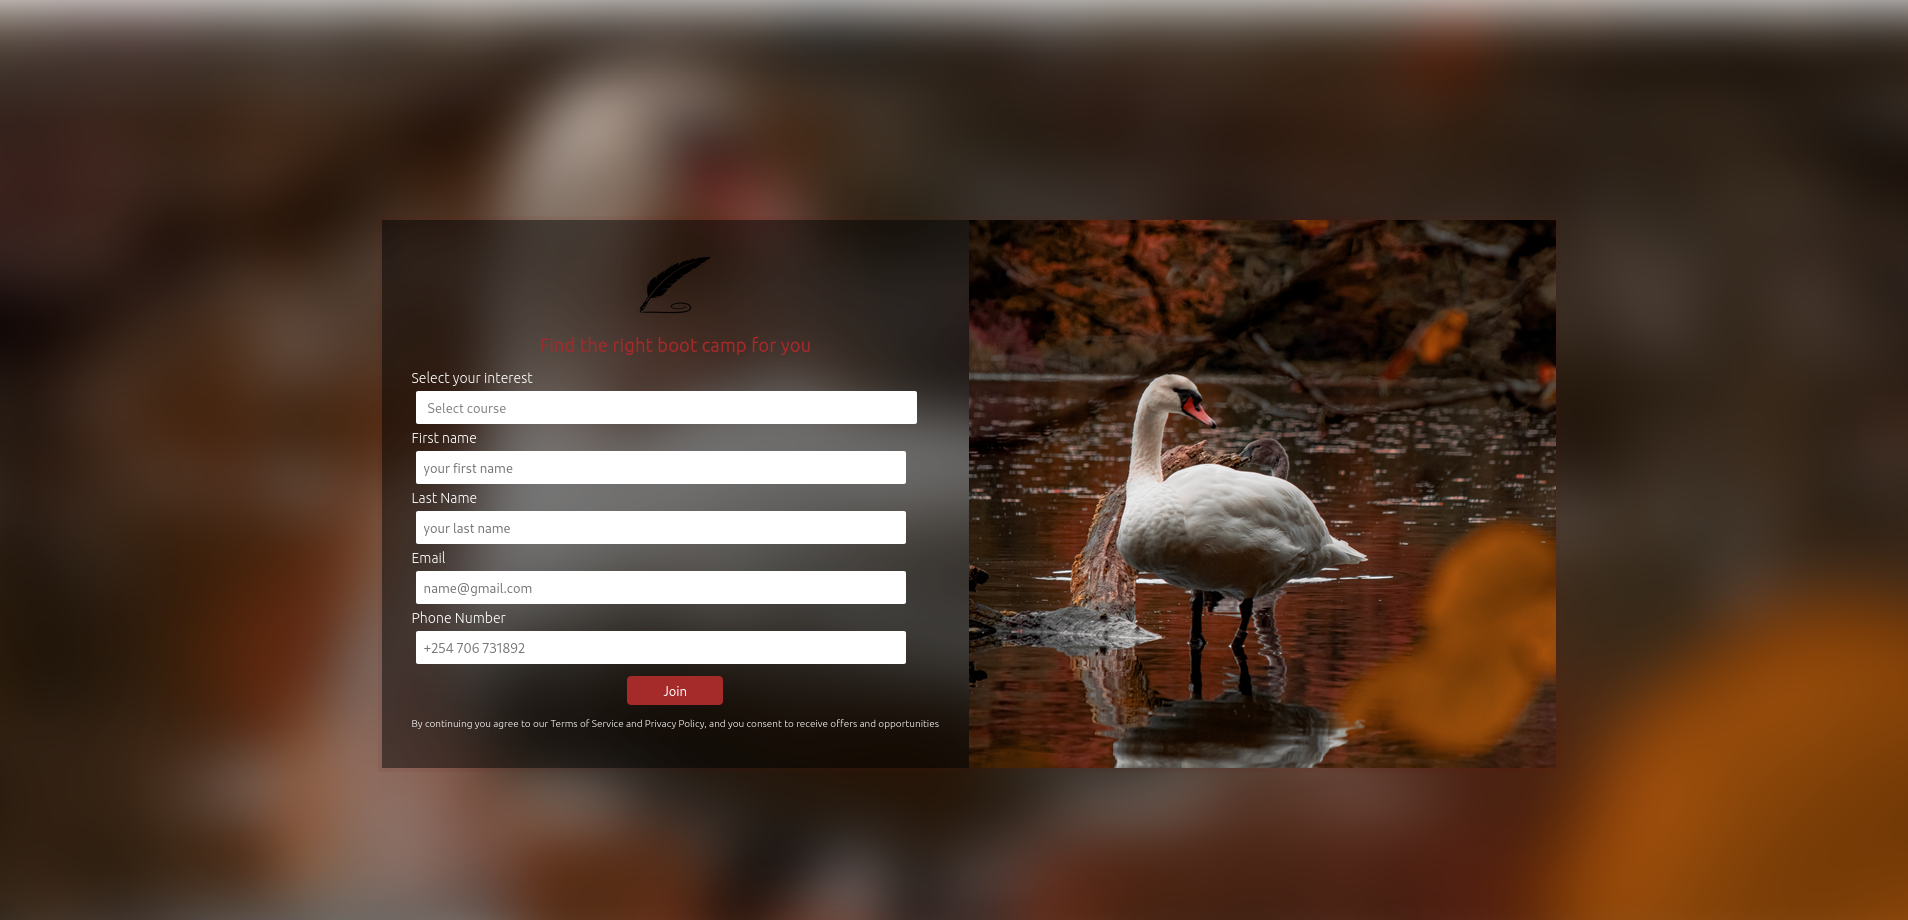 Find the right boot camp for you
Select your interest
Select course
First name
your first name
Last Name
your last name
Email
name@gmail.com
Phone Number
+254 706 731892
Join
By continuing you agree to our Terms of Service and Privacy Policy, and you consent to receive offers and opportunities